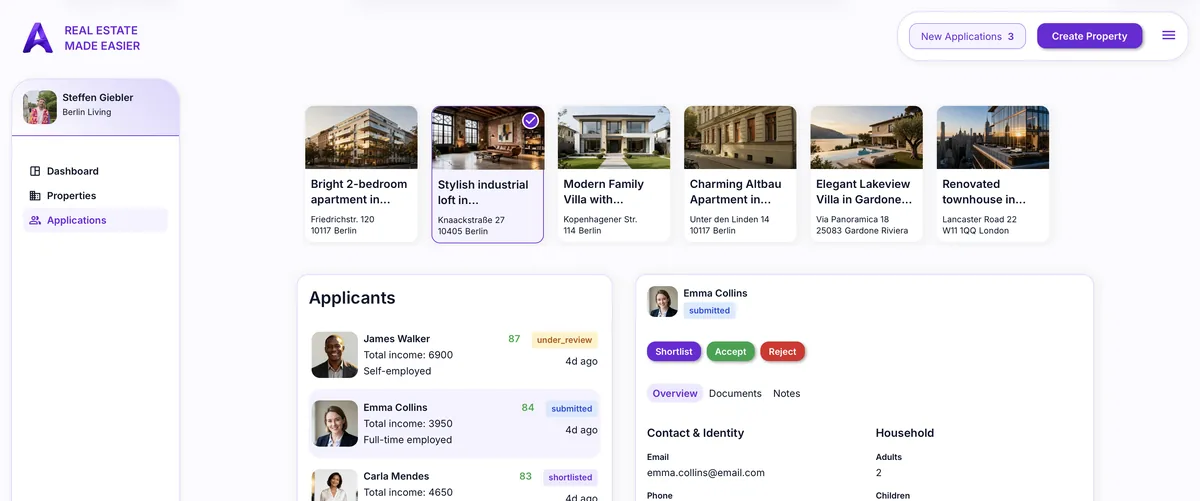 REAL ESTATE
MADE EASIER
New Applications 3
Create Property
Steffen Giebler
Berlin Living
Dashboard
Properties
Applications
Bright 2-bedroom
apartment in...
Friedrichstr. 120
10117 Berlin
Stylish industrial
loft in...
Knaackstraße 27
10405 Berlin
Modern Family
Villa with...
Kopenhagener Str.
114 Berlin
Charming Altbau
Apartment in...
Unter den Linden 14
10117 Berlin
Elegant Lakeview
Villa in Gardone...
Via Panoramica 18
25083 Gardone Riviera
Renovated
townhouse in...
Lancaster Road 22
W11 1QQ London
Applicants
James Walker 87 under_review
Total income: 6900 4d ago
Self-employed
Emma Collins 84 submitted
Total income: 3950 4d ago
Full-time employed
Carla Mendes 83 shortlisted
Total income: 4650 4d ago
Emma Collins
submitted
Shortlist Accept Reject
Overview Documents Notes
Contact & Identity
Email
emma.collins@email.com
Phone
Household
Adults
2
Children